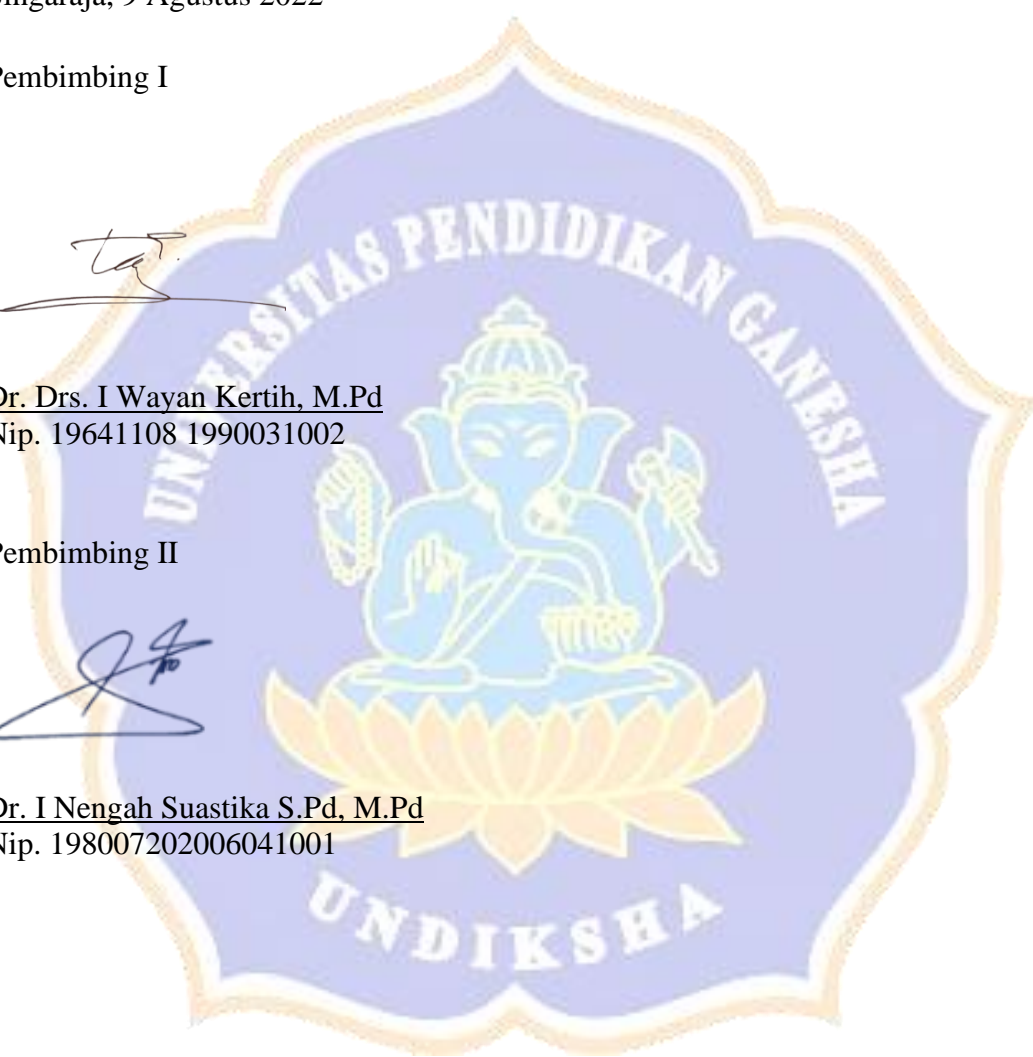 ingaraja, 9 Agustus 2022
Pembimbing I
Dr. Drs. I Wayan Kertih, M.Pd
Nip. 19641108 1990031002
Pembimbing II
Dr. I Nengah Suastika S.Pd, M.Pd
Nip. 198007202006041001
UNIVERSITAS PENDIDIKAN GANESHA
UNDIKSHA